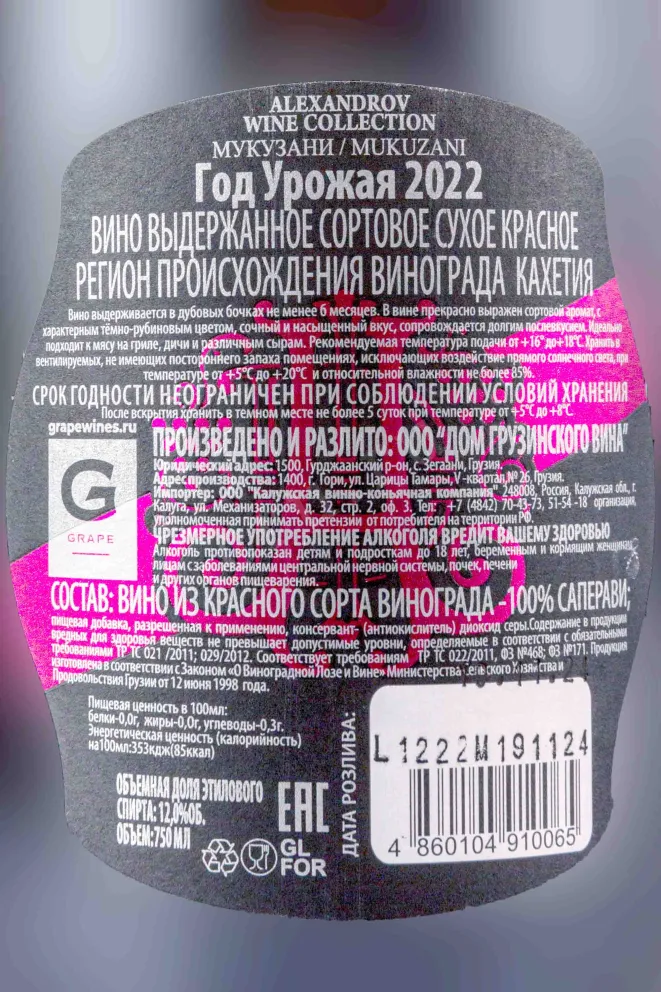 ALEXANDROV
WINE COLLECTION
МУКУЗАНИ / MUKUZANI
Год Урожая 2022
ВИНО ВЫДЕРЖАННОЕ СОРТОВОЕ СУХОЕ КРАСНОЕ
РЕГИОН ПРОИСХОЖДЕНИЯ ВИНОГРАДА КАХЕТИЯ
Вино выдерживается в дубовых бочках не менее 6 месяцев. В вине прекрасно выражен сортовой аромат, с
характерным тёмно-рубиновым цветом, сочный и насыщенный вкус, сопровождается долгим послевкусием. Идеально
подходит к мясу на гриле, дичи и различным сырам. Рекомендуемая температура подачи от +16° до+18°С. Хранить в
вентилируемых, не имеющих постороннего запаха помещениях, исключающих воздействие прямого солнечного света, при
температуре от +5°С до +20°С и относительной влажности не более 85%.
СРОК ГОДНОСТИ НЕОГРАНИЧЕН ПРИ СОБЛЮДЕНИИ УСЛОВИЙ ХРАНЕНИЯ
После вскрытия хранить в темном месте не более 5 суток при температуре от +5°С до +8°С.
grapewines.ru
ПРОИЗВЕДЕНО И РАЗЛИТО: ООО "ДОМ ГРУЗИНСКОГО ВИНА"
Юридический адрес: 1500, Гурджаанский р-он, с. Зегаани, Грузия.
Адрес производства: 1400, г. Гори, ул. Царицы Тамары, V -квартал,№ 26, Грузия.
Импортер: ООО "Калужская винно-коньячная компания" 248008, Россия, Калужская обл., г.
Калуга, ул. Механизаторов, д. 32, стр. 2, оф. 3. Тел: +7 (4842) 70-43-73, 51-54 -18 организация,
уполномоченная принимать претензии от потребителя на территории РФ.
ЧРЕЗМЕРНОЕ УПОТРЕБЛЕНИЕ АЛКОГОЛЯ ВРЕДИТ ВАШЕМУ ЗДОРОВЬЮ
Алкоголь противопоказан детям и подросткам до 18 лет, беременным и кормящим женщинам,
лицам с заболеваниями центральной нервной системы, почек, печени
и других органов пищеварения.
G
GRAPE
СОСТАВ: ВИНО ИЗ КРАСНОГО СОРТА ВИНОГРАДА -100% САПЕРАВИ;
пищевая добавка, разрешенная к применению, консервант- (антиокислитель) диоксид серы.Содержание в продукции
вредных для здоровья веществ не превышает допустимые уровни, определяемые в соответствии с обязательными
требованиями ТР ТС 021 /2011; 029/2012. Соответствует требованиям ТР ТС 022/2011, ФЗ №468; ФЗ №171. Продукция
изготовлена в соответствии с Законом «О Виноградной Лозе и Вине» Министерства Сельского Хозяйства и
Продовольствия Грузии от 12 июня 1998 года.
Пищевая ценность в 100мл:
белки-0,0г, жиры-0,0г, углеводы-0,3г.
Энергетическая ценность (калорийность)
на100мл:353кдж(85ккал)
ОБЪЕМНАЯ ДОЛЯ ЭТИЛОВОГО
СПИРТА: 12,0%ОБ.
ОБЪЕМ:750 МЛ
EAC
GL
FOR
ДАТА РОЗЛИВА:
L1222M191124
4 860104 910065